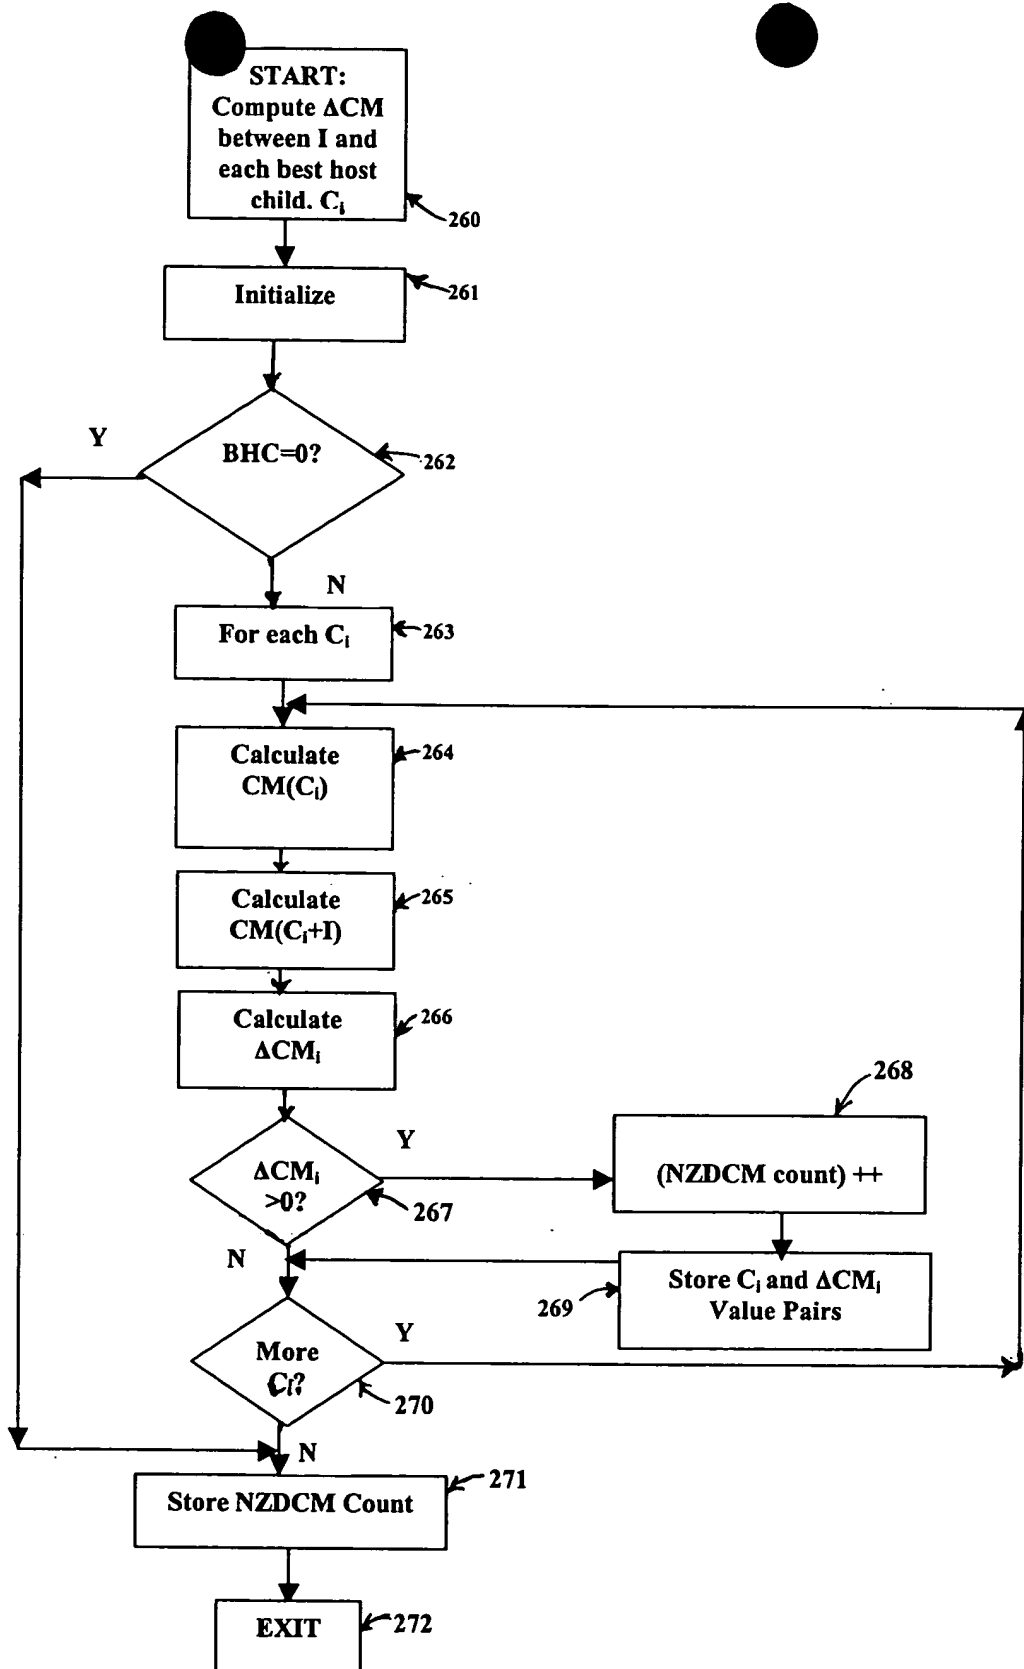 START:
Compute ΔCM
between I and
each best host
child. Cᵢ
260
Initialize
261
Y
BHC=0?
262
N
For each Cᵢ
263
Calculate
CM(Cᵢ)
264
Calculate
CM(Cᵢ+I)
265
Calculate
ΔCMᵢ
266
268
Y
ΔCMᵢ
>0?
267
(NZDCM count) ++
N
Store Cᵢ and ΔCMᵢ
Value Pairs
269
Y
More
Cᵢ?
270
N
271
Store NZDCM Count
EXIT
272